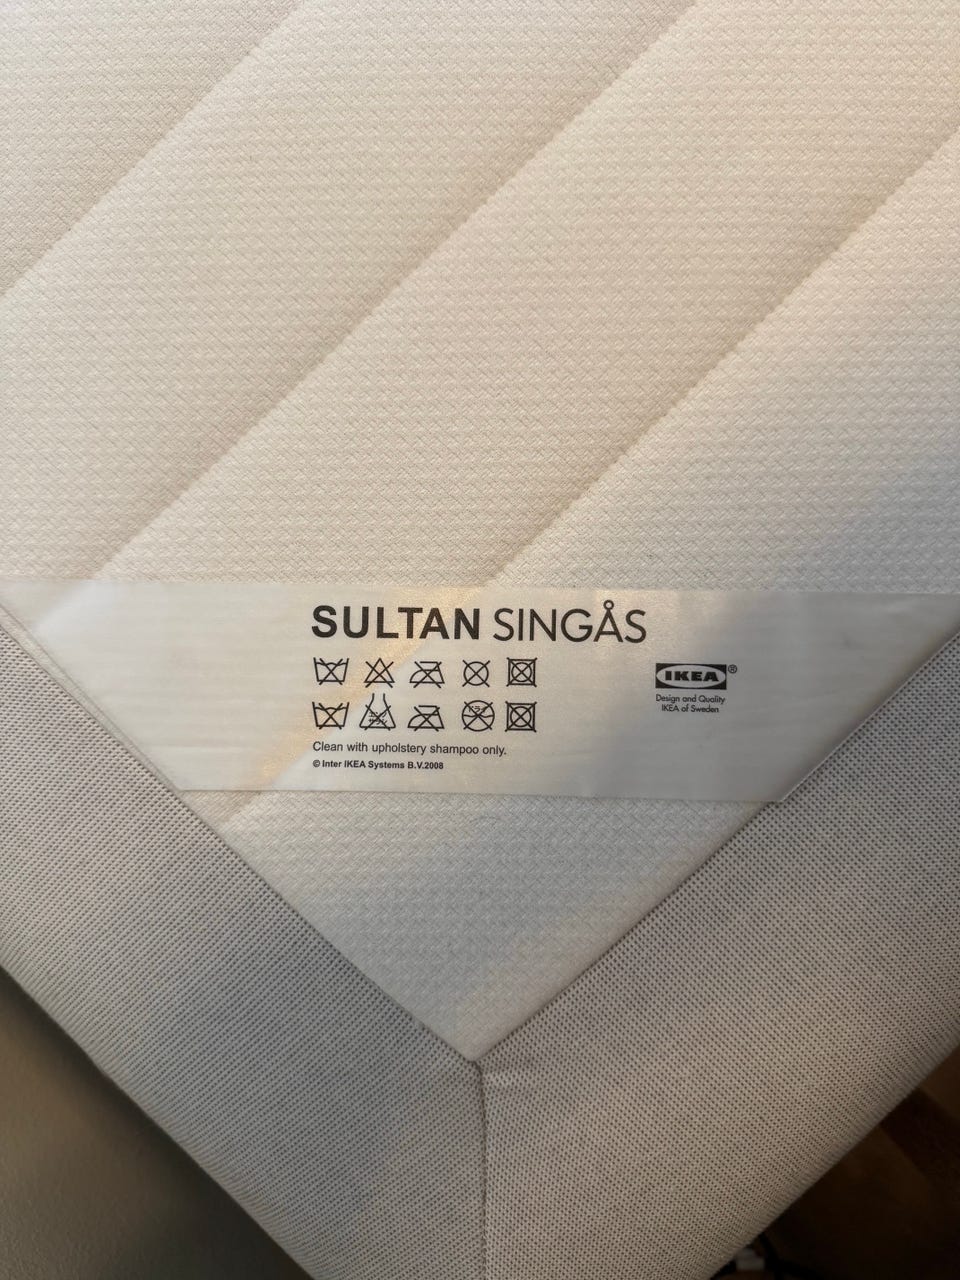 SULTAN SINGÅS
IKEA®
Design and Quality
IKEA of Sweden
Clean with upholstery shampoo only.
© Inter IKEA Systems B.V.2008